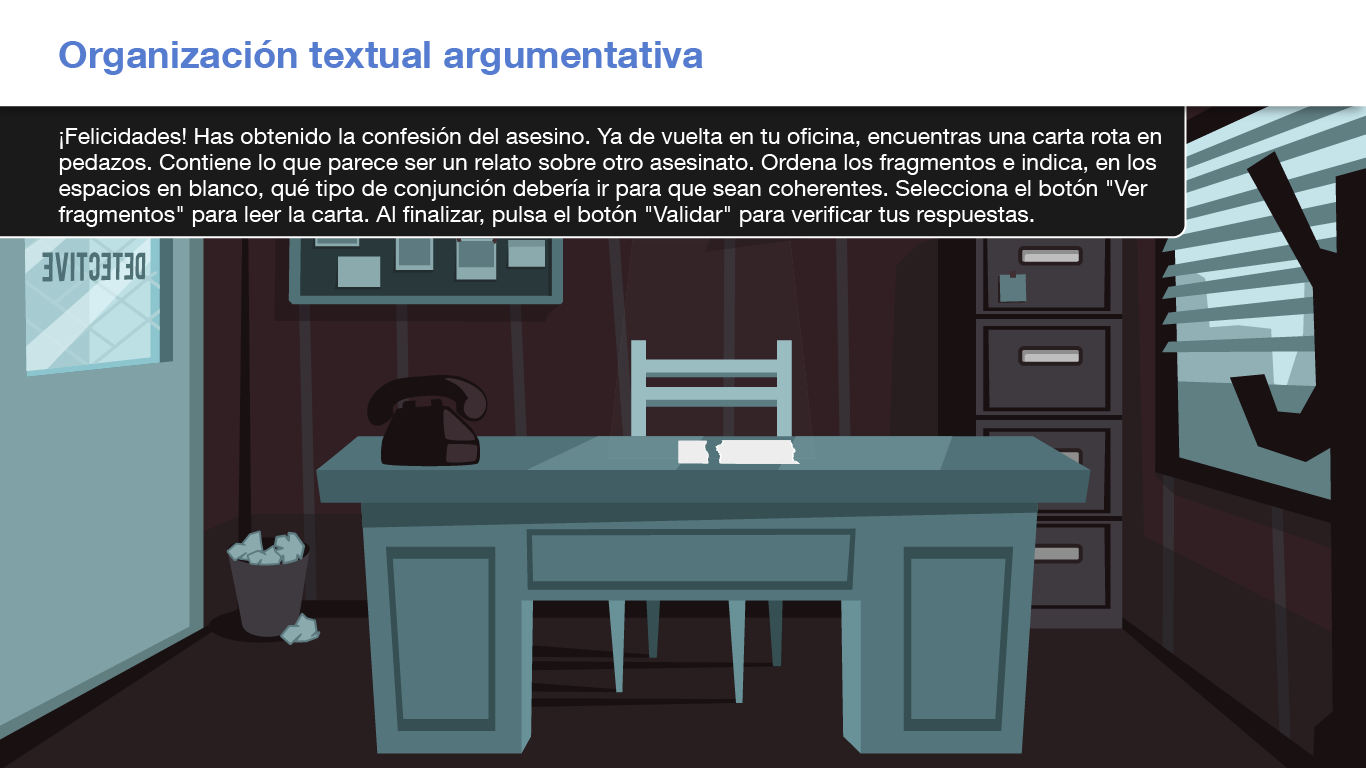 Organización textual argumentativa
¡Felicidades! Has obtenido la confesión del asesino. Ya de vuelta en tu oficina, encuentras una carta rota en
pedazos. Contiene lo que parece ser un relato sobre otro asesinato. Ordena los fragmentos e indica, en los
espacios en blanco, qué tipo de conjunción debería ir para que sean coherentes. Selecciona el botón "Ver
fragmentos" para leer la carta. Al finalizar, pulsa el botón "Validar" para verificar tus respuestas.
DETECTIVE